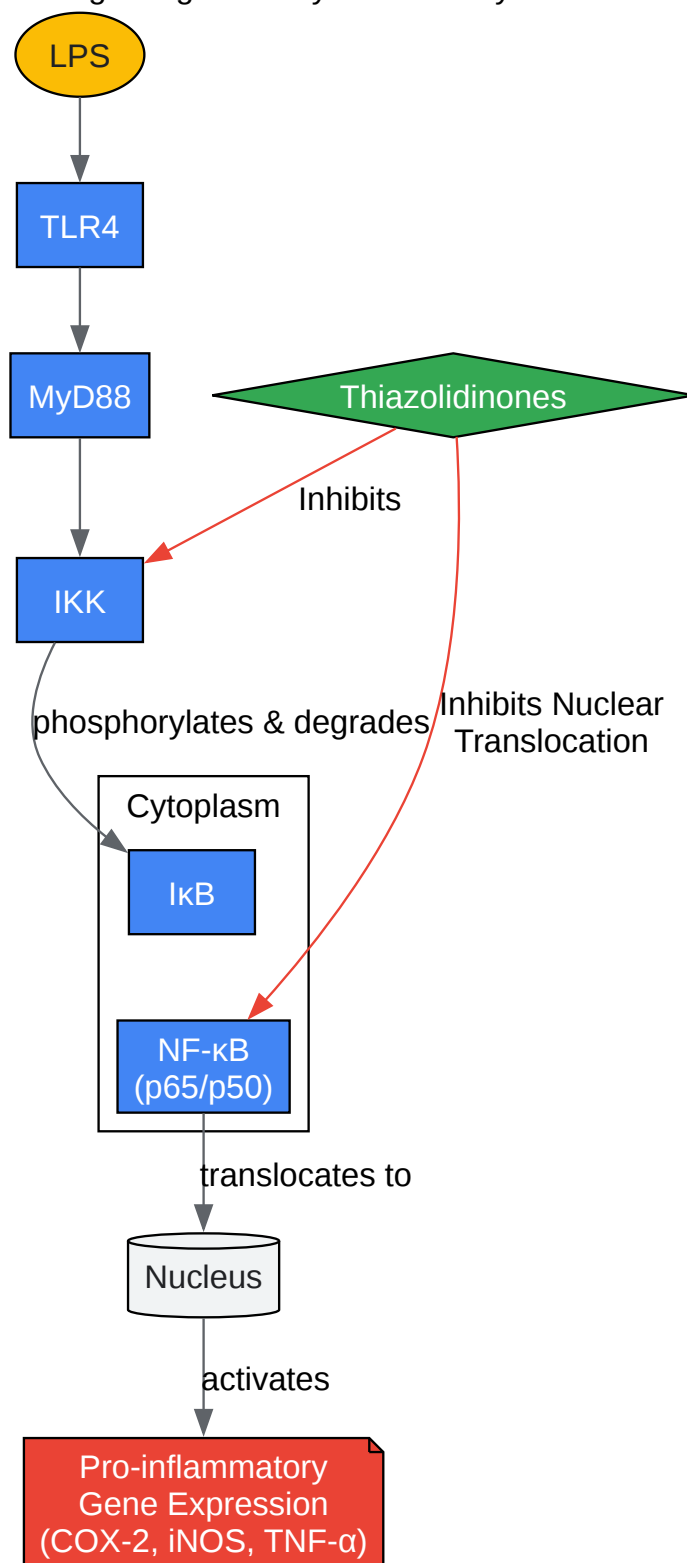 LPS
TLR4
MyD88
Thiazolidinones
Inhibits
IKK
phosphorylates & degrades
Inhibits Nuclear
Translocation
Cytoplasm
IκB
NF-κB
(p65/p50)
translocates to
Nucleus
activates
Pro-inflammatory
Gene Expression
(COX-2, iNOS, TNF-α)